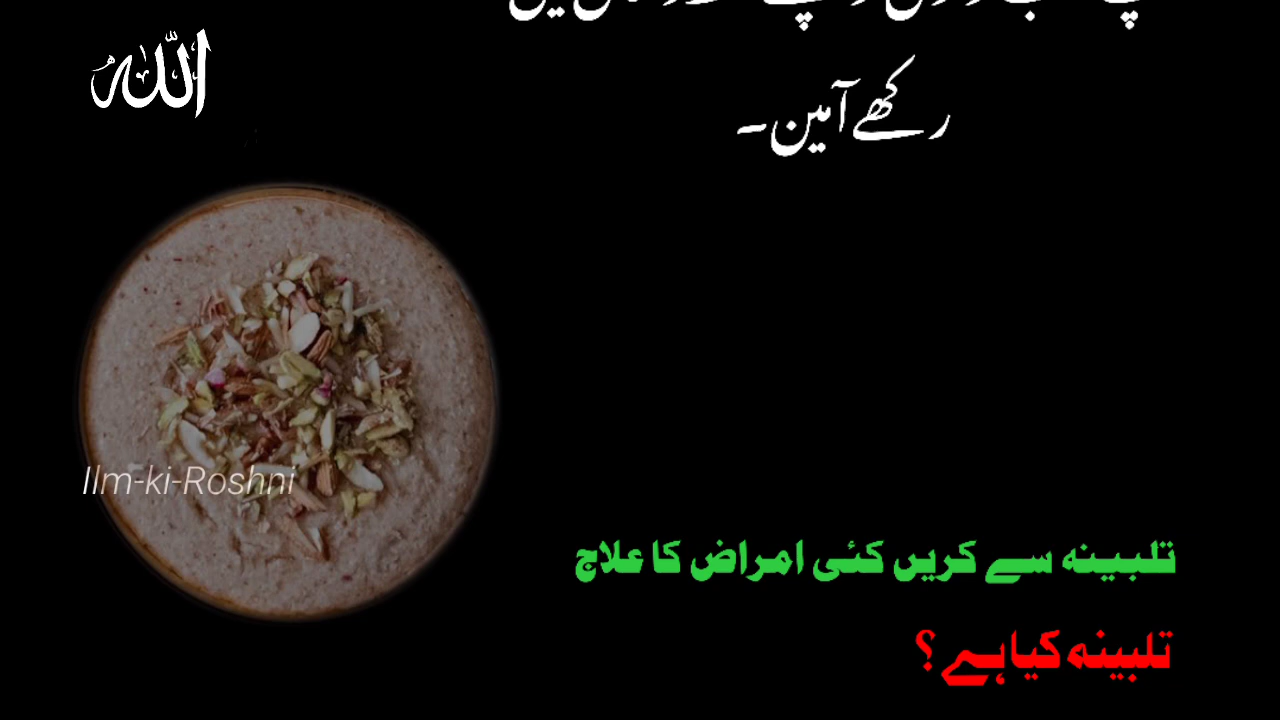 اللہ
رکھے آمین۔
Ilm-ki-Roshni
تلبینہ سے کریں کئی امراض کا علاج
تلبینہ کیا ہے ؟